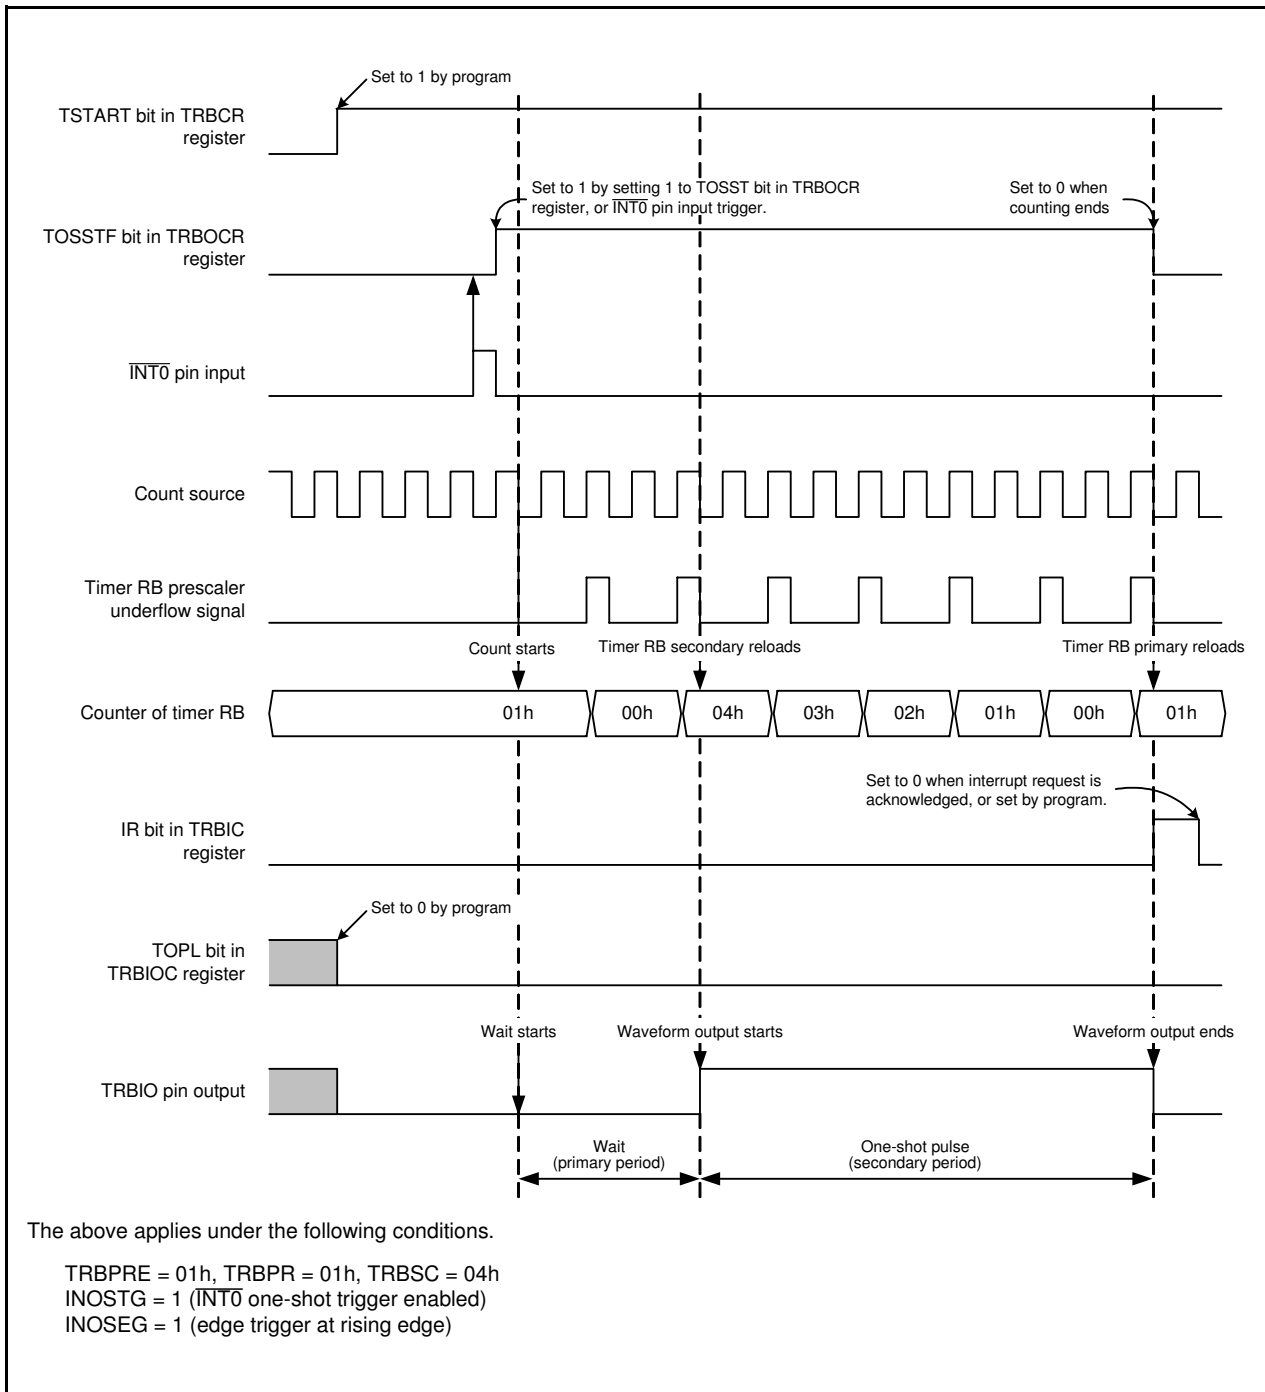 Set to 1 by program
TSTART bit in TRBCR
register
Set to 1 by setting 1 to TOSST bit in TRBOCR
register, or INT0 pin input trigger.
Set to 0 when
counting ends
TOSSTF bit in TRBOCR
register
INT0 pin input
Count source
Timer RB prescaler
underflow signal
Count starts
Timer RB secondary reloads
Timer RB primary reloads
Counter of timer RB
01h
00h
04h
03h
02h
01h
00h
01h
Set to 0 when interrupt request is
acknowledged, or set by program.
IR bit in TRBIC
register
Set to 0 by program
TOPL bit in
TRBIOC register
Wait starts
Waveform output starts
Waveform output ends
TRBIO pin output
Wait
(primary period)
One-shot pulse
(secondary period)
The above applies under the following conditions.
TRBPRE = 01h, TRBPR = 01h, TRBSC = 04h
INOSTG = 1 (INT0 one-shot trigger enabled)
INOSEG = 1 (edge trigger at rising edge)